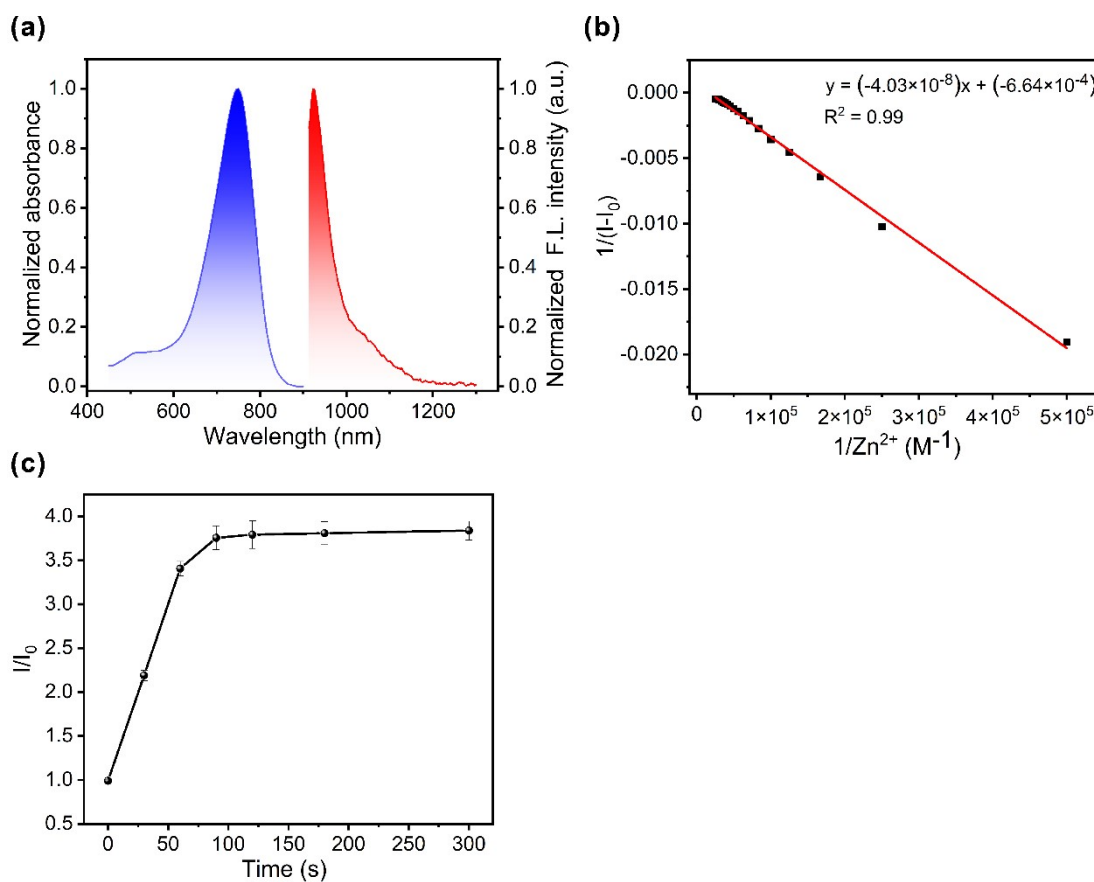 (a)
Normalized absorbance
1.0
0.8
0.6
0.4
0.2
0.0
1.0
0.8
0.6
0.4
0.2
0.0
Normalized F.L. intensity (a.u.)
400 600 800 1000 1200
Wavelength (nm)
(b)
y = (-4.03×10⁻⁸)x + (-6.64×10⁻⁴)
R² = 0.99
1/(I-I₀)
0.000
-0.005
-0.010
-0.015
-0.020
0 1×10⁵ 2×10⁵ 3×10⁵ 4×10⁵ 5×10⁵
1/Zn²⁺ (M⁻¹)
(c)
I/I₀
4.0
3.5
3.0
2.5
2.0
1.5
1.0
0.5
0 50 100 150 200 250 300
Time (s)